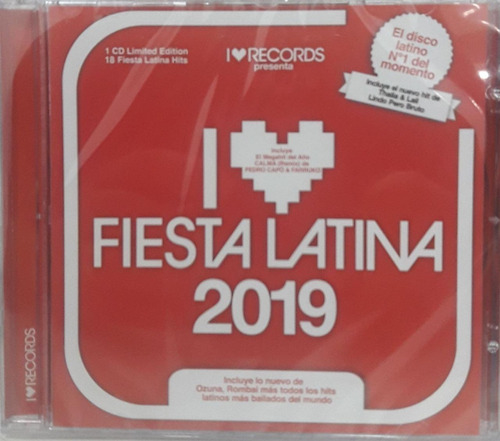 1 CD Limited Edition
18 Fiesta Latina Hits
I ♥ RECORDS
presenta
El disco
latino
Nº1 del
momento
incluye el nuevo hit de
Thalia & Lali
Lindo Pero Bruto
I
Incluye
El Megahit del Año
CALMA (Remix) de
PEDRO CAPÓ & FARRUKO
FIESTA LATINA
2019
Incluye lo nuevo de
Ozuna, Rombai más todos los hits
latinos más bailados del mundo
I ♥ RECORDS